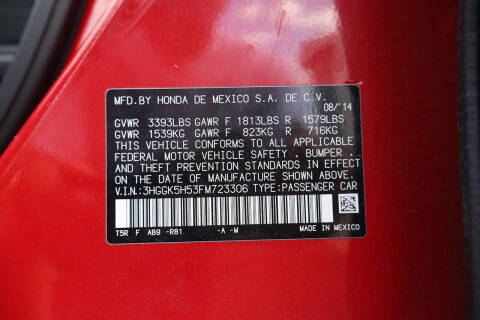 MFD.BY HONDA DE MEXICO S.A. DE C.V.
08/'14
GVWR 3393LBS GAWR F 1813LBS R 1579LBS
GVWR 1539KG GAWR F 823KG R 716KG
THIS VEHICLE CONFORMS TO ALL APPLICABLE
FEDERAL MOTOR VEHICLE SAFETY , BUMPER ,
AND THEFT PREVENTION STANDARDS IN EFFECT
ON THE DATE OF MANUFACTURE SHOWN ABOVE.
V.I.N.:3HGGK5H53FM723306 TYPE:PASSENGER CAR
T5R F AB9 -R81 -A -M MADE IN MEXICO